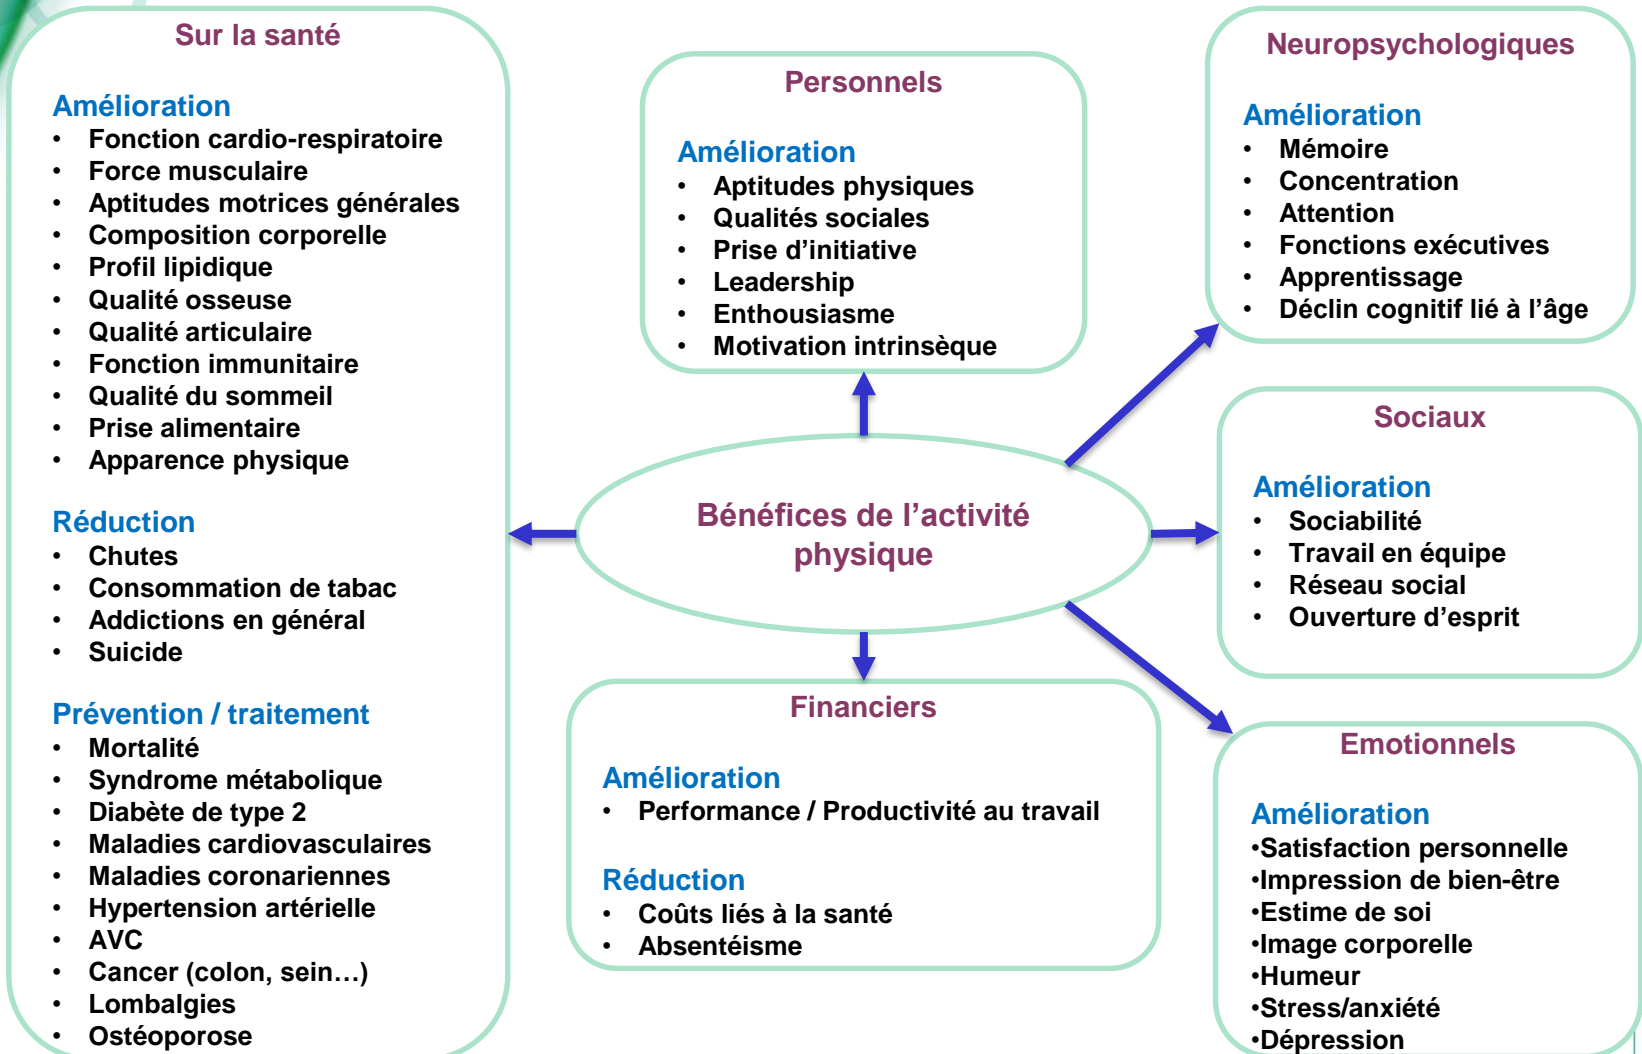 Sur la santé
Amélioration
• Fonction cardio-respiratoire
• Force musculaire
• Aptitudes motrices générales
• Composition corporelle
• Profil lipidique
• Qualité osseuse
• Qualité articulaire
• Fonction immunitaire
• Qualité du sommeil
• Prise alimentaire
• Apparence physique
Réduction
• Chutes
• Consommation de tabac
• Addictions en général
• Suicide
Prévention / traitement
• Mortalité
• Syndrome métabolique
• Diabète de type 2
• Maladies cardiovasculaires
• Maladies coronariennes
• Hypertension artérielle
• AVC
• Cancer (colon, sein…)
• Lombalgies
• Ostéoporose
Personnels
Amélioration
• Aptitudes physiques
• Qualités sociales
• Prise d’initiative
• Leadership
• Enthousiasme
• Motivation intrinsèque
Bénéfices de l’activité
physique
Financiers
Amélioration
• Performance / Productivité au travail
Réduction
• Coûts liés à la santé
• Absentéisme
Neuropsychologiques
Amélioration
• Mémoire
• Concentration
• Attention
• Fonctions exécutives
• Apprentissage
• Déclin cognitif lié à l’âge
Sociaux
Amélioration
• Sociabilité
• Travail en équipe
• Réseau social
• Ouverture d’esprit
Emotionnels
Amélioration
•Satisfaction personnelle
•Impression de bien-être
•Estime de soi
•Image corporelle
•Humeur
•Stress/anxiété
•Dépression